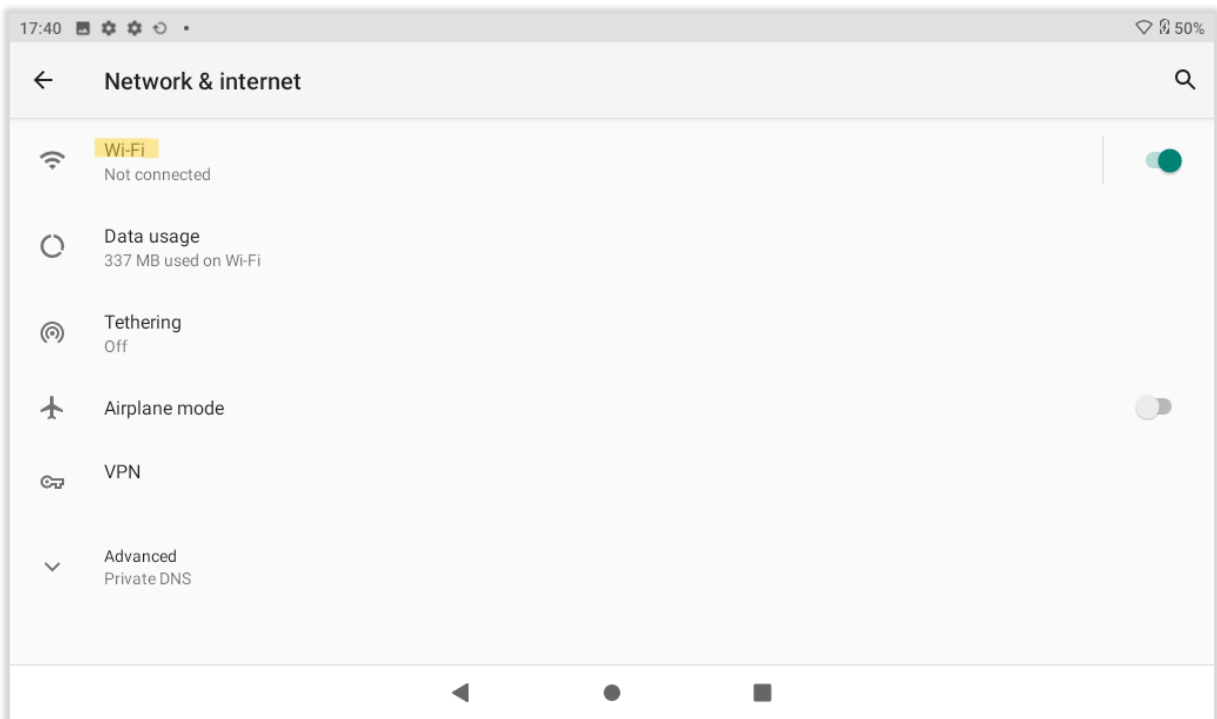 17:40
50%
Network & internet
Wi-Fi
Not connected
Data usage
337 MB used on Wi-Fi
Tethering
Off
Airplane mode
VPN
Advanced
Private DNS